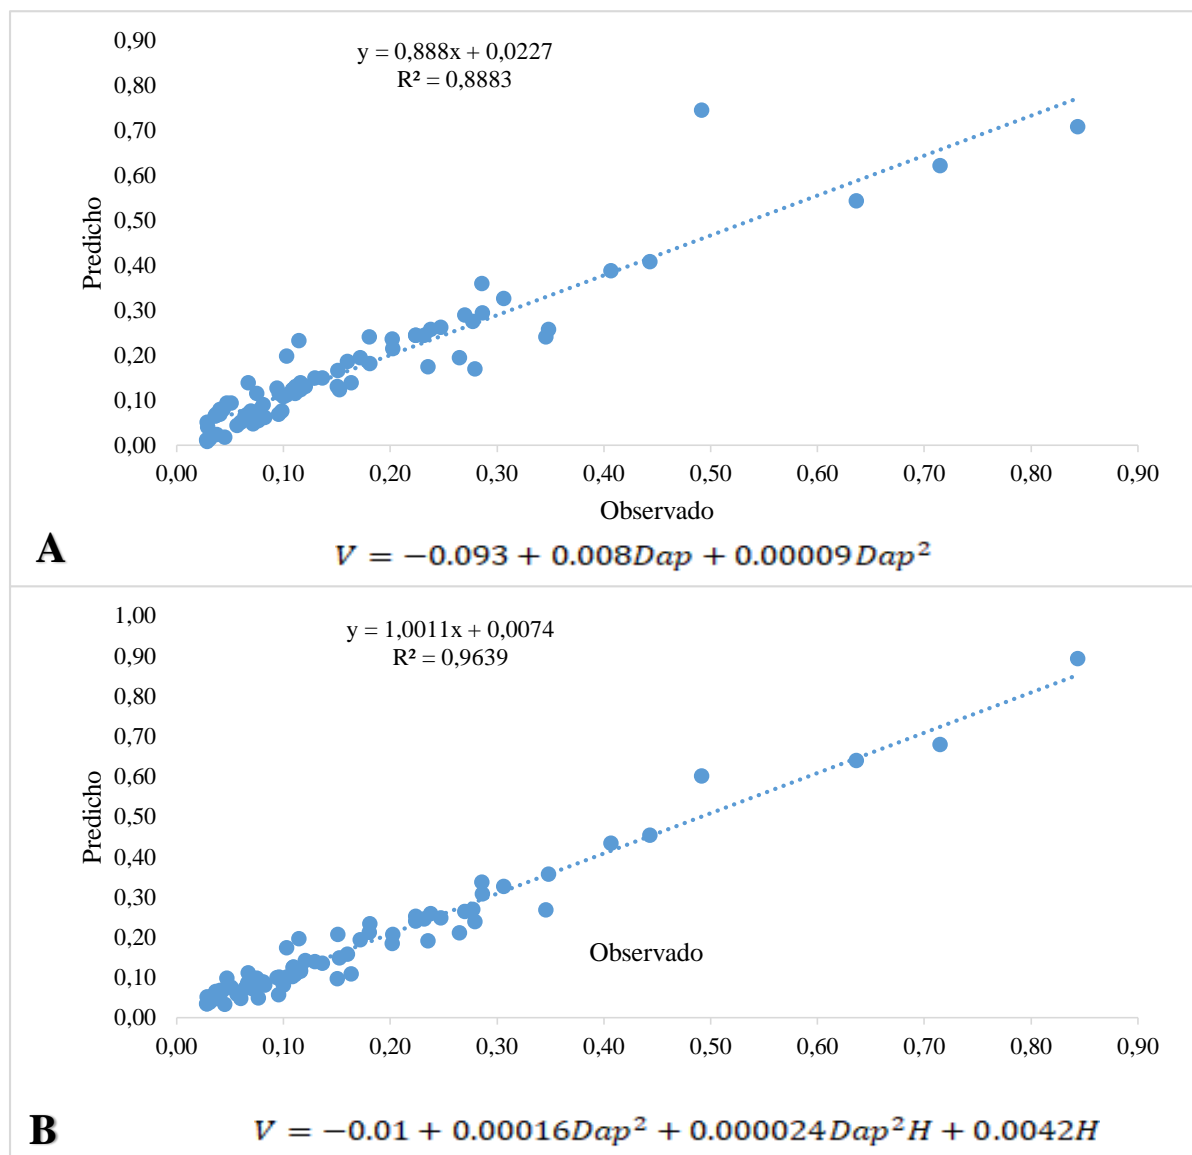 0,90
y = 0,888x + 0,0227
R² = 0,8883
0,80
0,70
0,60
0,50
0,40
0,30
0,20
0,10
0,00
Predicho
0,00 0,10 0,20 0,30 0,40 0,50 0,60 0,70 0,80 0,90
Observado
A
V = −0.093 + 0.008Dap + 0.00009Dap²
1,00
y = 1,0011x + 0,0074
R² = 0,9639
0,90
0,80
0,70
0,60
0,50
0,40
0,30
0,20
0,10
0,00
Predicho
Observado
0,00 0,10 0,20 0,30 0,40 0,50 0,60 0,70 0,80 0,90
B
V = −0.01 + 0.00016Dap² + 0.000024Dap²H + 0.0042H